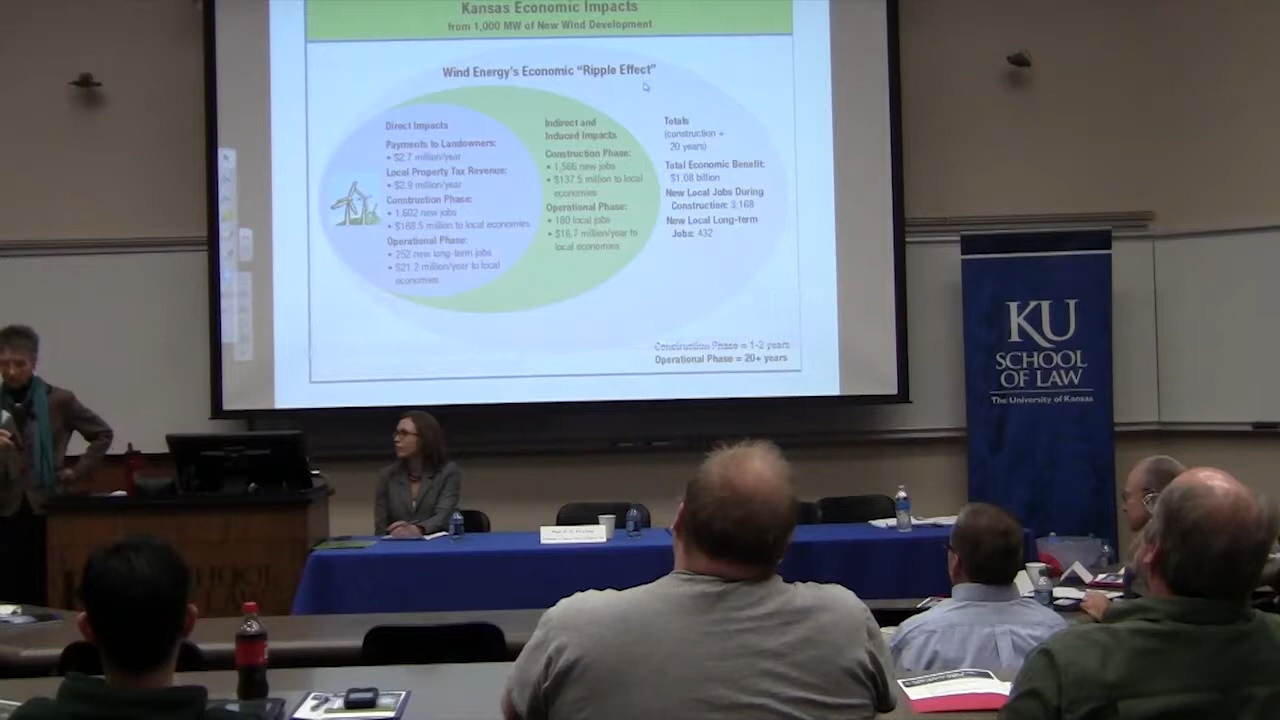 Kansas Economic Impacts
from 1,000 MW of New Wind Development
Wind Energy's Economic "Ripple Effect"
Direct Impacts
Payments to Landowners:
• $2.7 million/year
Local Property Tax Revenue:
• $2.9 million/year
Construction Phase:
• 1,602 new jobs
• $168.5 million to local economies
Operational Phase:
• 252 new long-term jobs
• $21.2 million/year to local
economies
Indirect and
Induced Impacts
Construction Phase:
• 1,566 new jobs
• $137.5 million to local
economies
Operational Phase:
• 180 local jobs
• $16.7 million/year to
local economies
Totals
(construction +
20 years)
Total Economic Benefit:
$1.08 billion
New Local Jobs During
Construction: 3,168
New Local Long-term
Jobs: 432
Construction Phase = 1-2 years
Operational Phase = 20+ years
KU
SCHOOL
OF LAW
The University of Kansas
SCHOOL
LAW